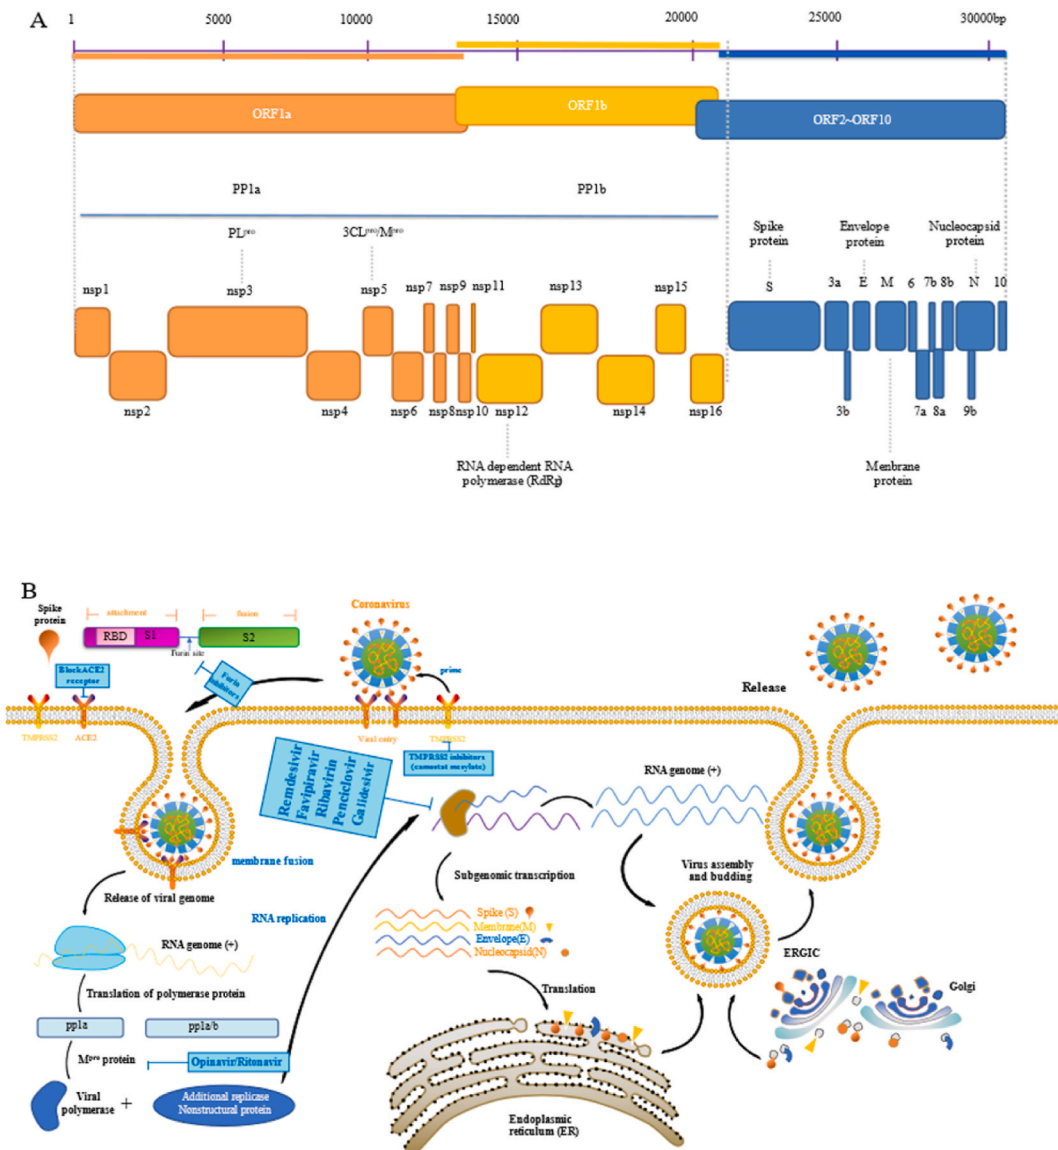 A
1 5000 10000 15000 20000 25000 30000bp
ORF1a ORF1b ORF2~ORF10
PP1a PP1b
PLpro 3CLpro/Mpro
Spike protein
Envelope protein
Nucleocapsid protein
nsp1 nsp3 nsp5 nsp7 nsp9 nsp11 nsp13 nsp15
S 3a E M 6 7b 8b N 10
nsp2 nsp4 nsp6 nsp8 nsp10 nsp12 nsp14 nsp16
3b 7a 8a 9b
RNA dependent RNA
polymerase (RdRp)
Menbrane
protein
B
Spike
protein
attachment
fusion
RBD S1 S2
Furin site
BlockACE2
receptor
Furin
inhibitors
TMPRSS2 ACE2
Coronavirus
prime
Viral entry
TMPRSS2
TMPRSS2 inhibitors
(camostat mesylate)
Release
Remdesivir
Favipiravir
Ribavirin
Penciclovir
Galidesivir
RNA genome (+)
membrane fusion
Release of viral genome
RNA replication
RNA genome (+)
Translation of polymerase protein
pp1a pp1a/b
Mpro protein
Opinavir/Ritonavir
Viral
polymerase
+
Additional replicase
Nonstructural protein
Subgenomic transcription
Spike (S)
Membrane(M)
Envelope(E)
Nucleocapsid(N)
Translation
Endoplasmic
reticulum (ER)
Virus assembly
and budding
ERGIC
Golgi